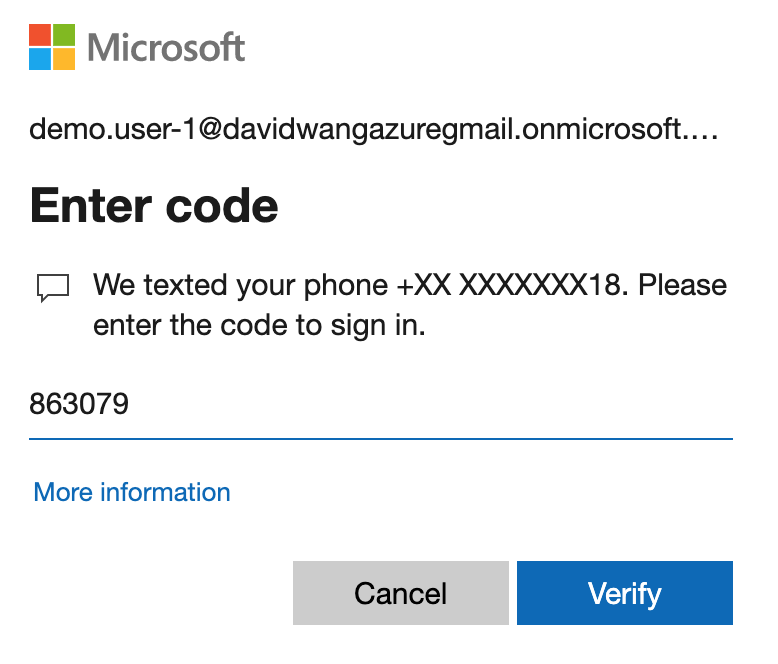 Microsoft
demo.user-1@davidwangazuregmail.onmicrosoft....
Enter code
We texted your phone +XX XXXXXXX18. Please
enter the code to sign in.
863079
More information
Cancel
Verify